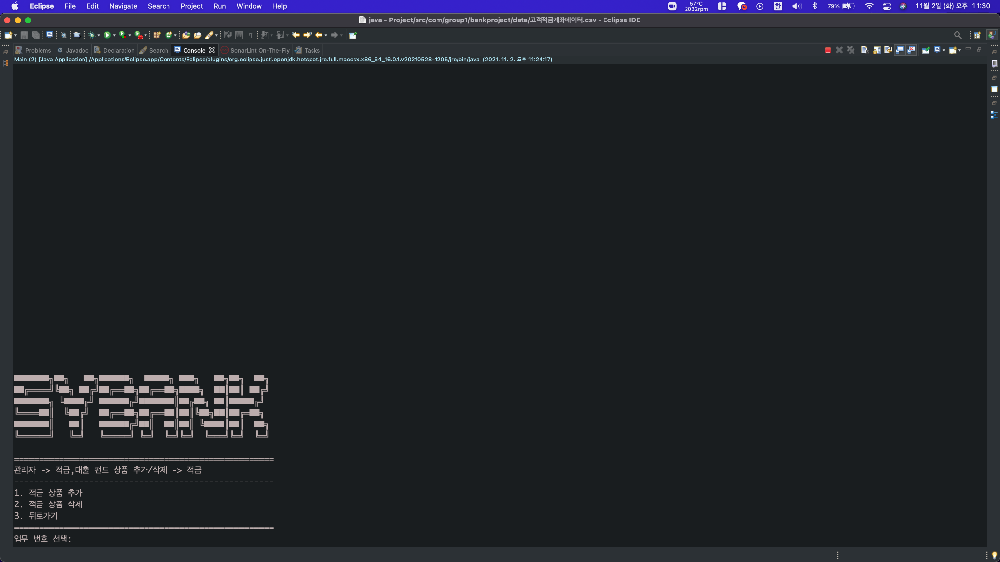 Eclipse File Edit Navigate Search Project Run Window Help 57°C 2032rpm 한 79% 11월 2일 (화) 오후 11:30
java - Project/src/com/group1/bankproject/data/고객적금계좌데이터.csv - Eclipse IDE
Problems Javadoc Declaration Search Console SonarLint On-The-Fly Tasks
Main (2) [Java Application] /Applications/Eclipse.app/Contents/Eclipse/plugins/org.eclipse.justj.openjdk.hotspot.jre.full.macosx.x86_64_16.0.1.v20210528-1205/jre/bin/java (2021. 11. 2. 오후 11:24:17)
SYBANK
====================================================
관리자 -> 적금,대출 펀드 상품 추가/삭제 -> 적금
----------------------------------------------------
1. 적금 상품 추가
2. 적금 상품 삭제
3. 뒤로가기
====================================================
업무 번호 선택: